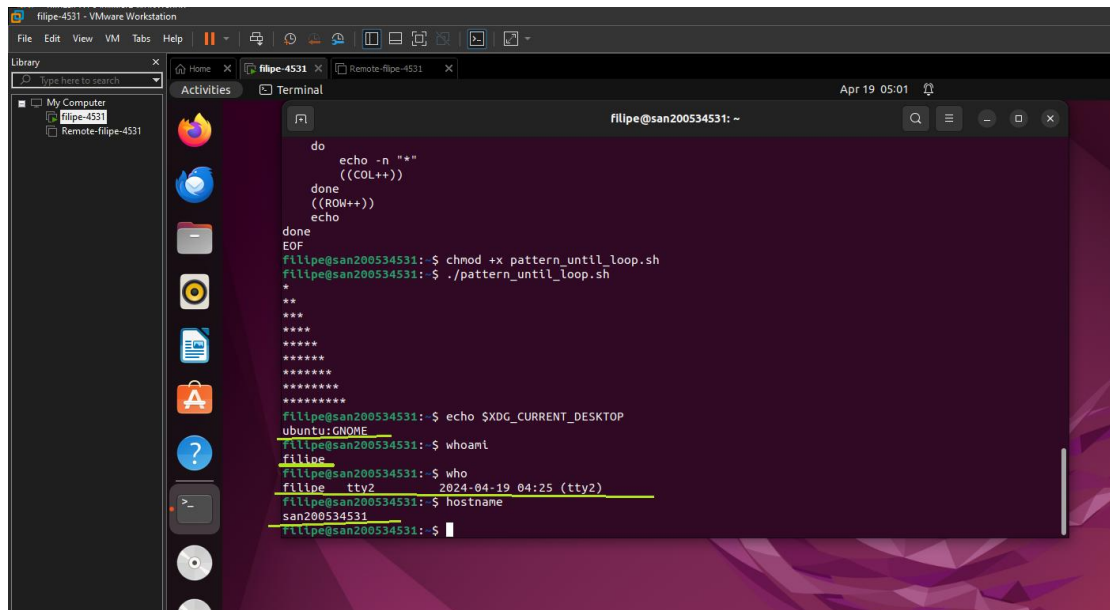 filipe-4531 - VMware Workstation
File Edit View VM Tabs Help
Library
Type here to search
My Computer
filipe-4531
Remote-filipe-4531
Home filipe-4531 Remote-filipe-4531
Activities Terminal Apr 19 05:01
filipe@san200534531: ~
do
echo -n "*"
((COL++))
done
((ROW++))
echo
done
EOF
filipe@san200534531:~$ chmod +x pattern_until_loop.sh
filipe@san200534531:~$ ./pattern_until_loop.sh
*
**
***
****
*****
******
*******
********
*********
filipe@san200534531:~$ echo $XDG_CURRENT_DESKTOP
ubuntu:GNOME
filipe@san200534531:~$ whoami
filipe
filipe@san200534531:~$ who
filipe tty2 2024-04-19 04:25 (tty2)
filipe@san200534531:~$ hostname
san200534531
filipe@san200534531:~$